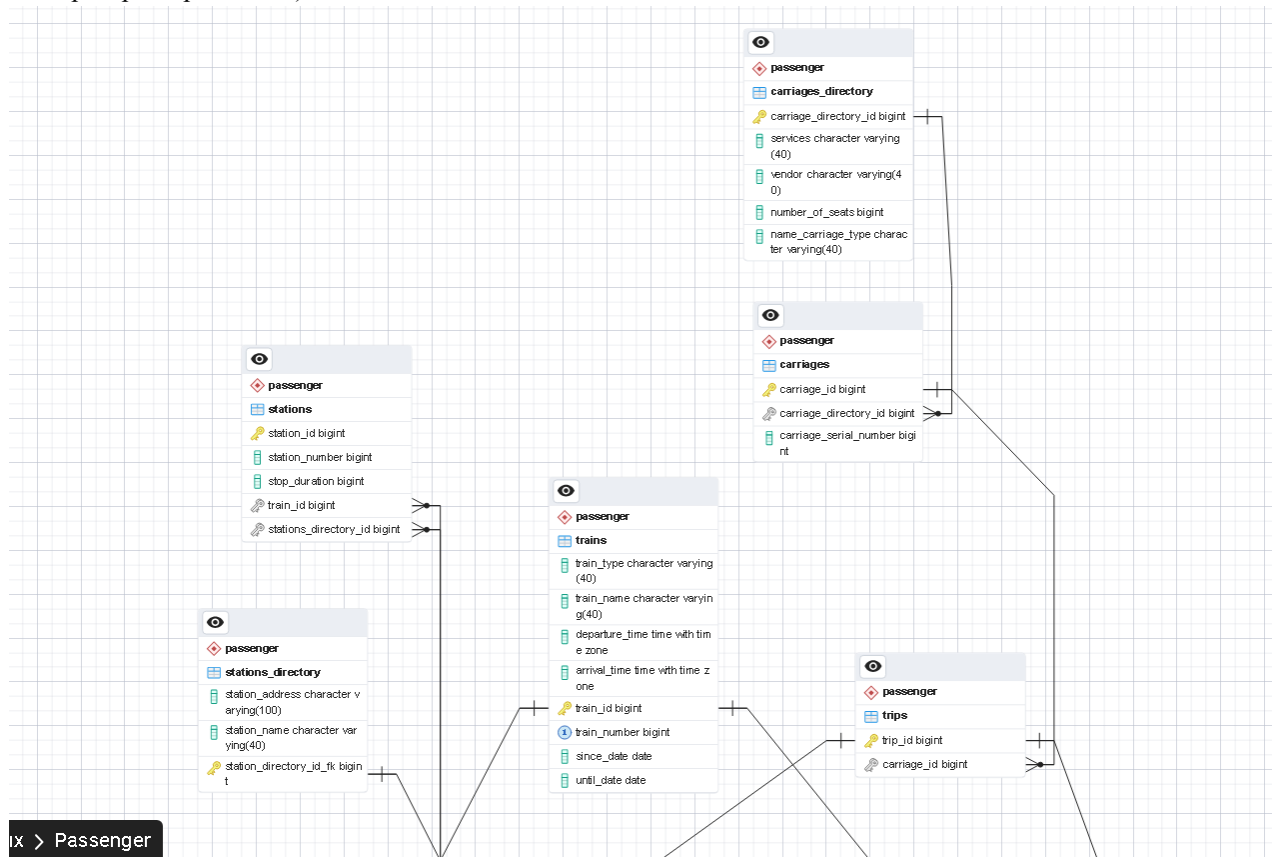 passenger
carriages_directory
carriage_directory_id bigint
services character varying
(40)
vendor character varying(4
0)
number_of_seats bigint
name_carriage_type charac
ter varying(40)
passenger
carriages
carriage_id bigint
carriage_directory_id bigint
carriage_serial_number bigi
nt
passenger
stations
station_id bigint
station_number bigint
stop_duration bigint
train_id bigint
stations_directory_id bigint
passenger
trains
train_type character varying
(40)
train_name character varyin
g(40)
departure_time time with tim
e zone
arrival_time time with time z
one
train_id bigint
1 train_number bigint
since_date date
until_date date
passenger
stations_directory
station_address character v
arying(100)
station_name character var
ying(40)
station_directory_id_fk bigin
t
passenger
trips
trip_id bigint
carriage_id bigint
ix > Passenger